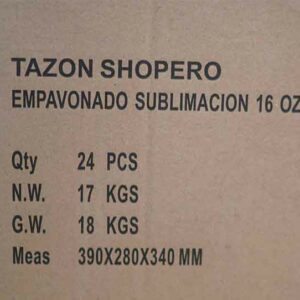 TAZON SHOPERO
EMPAVONADO SUBLIMACION 16 OZ
Qty 24 PCS
N.W. 17 KGS
G.W. 18 KGS
Meas 390X280X340 MM